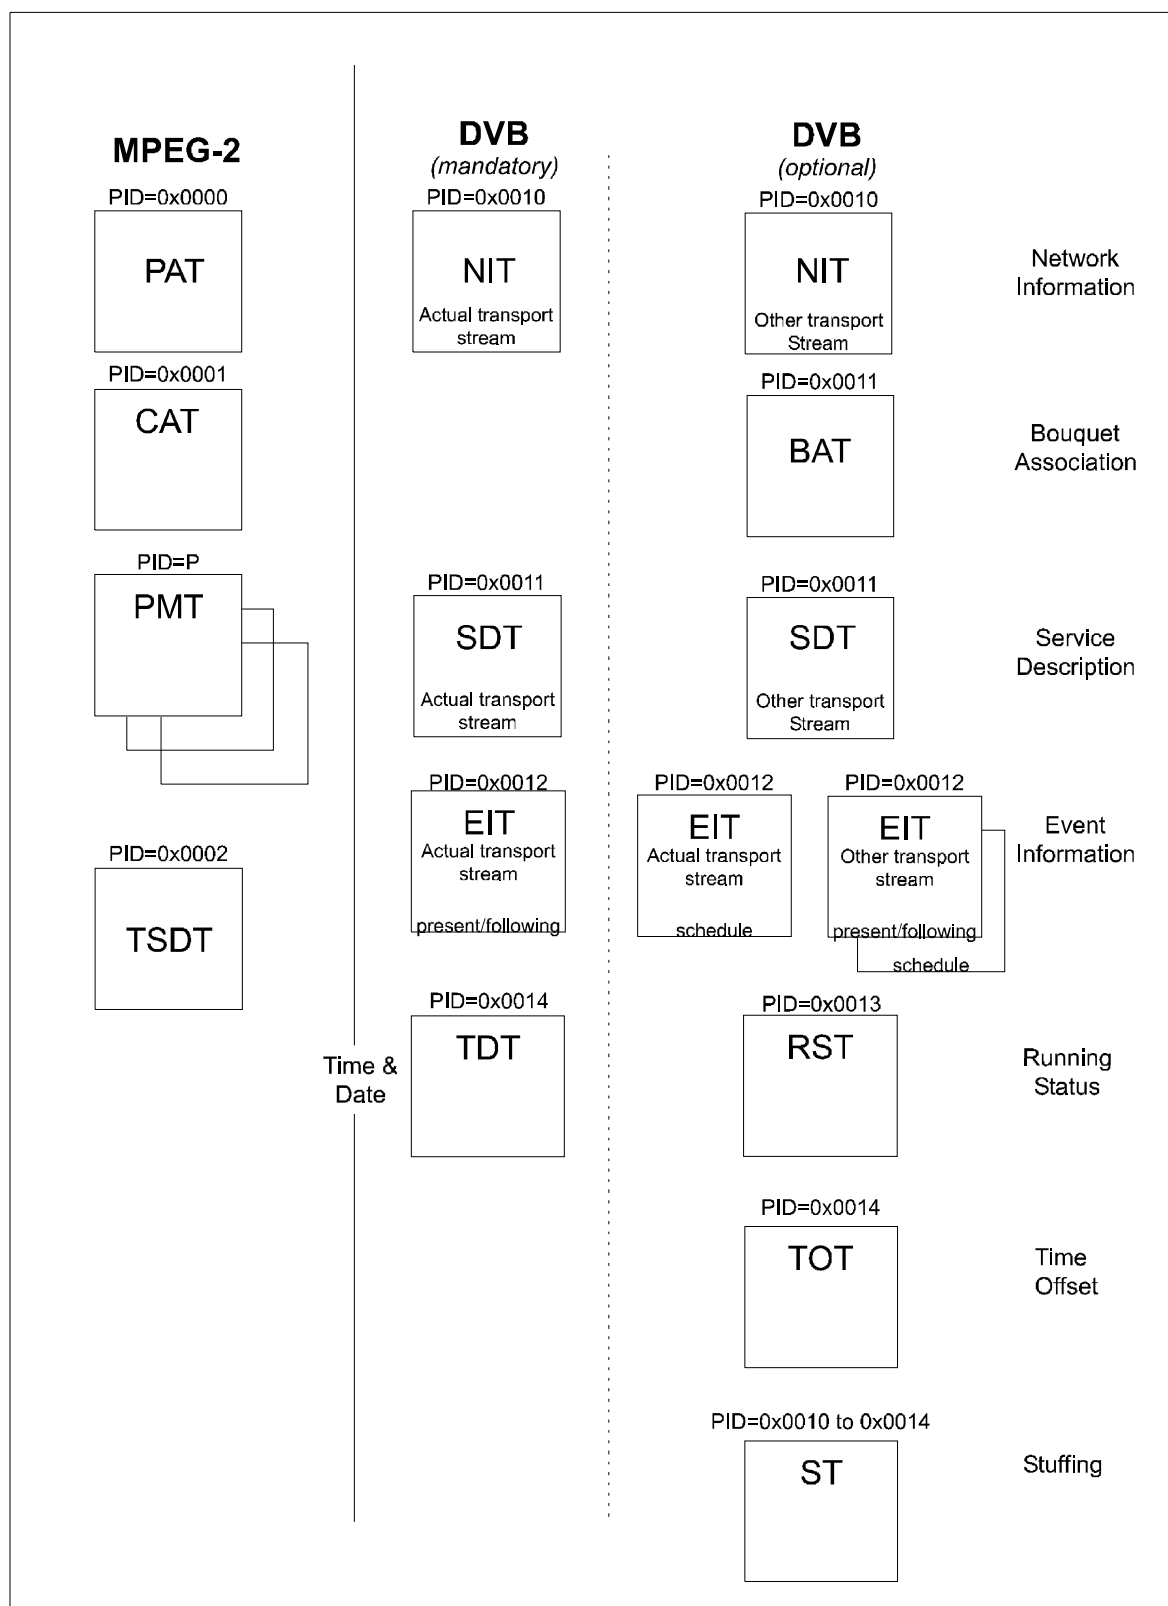 MPEG-2
PID=0x0000
PAT
PID=0x0001
CAT
PID=P
PMT
PID=0x0002
TSDT
Time &
Date
DVB
(mandatory)
PID=0x0010
NIT
Actual transport
stream
PID=0x0011
SDT
Actual transport
stream
PID=0x0012
EIT
Actual transport
stream
present/following
PID=0x0014
TDT
DVB
(optional)
PID=0x0010
NIT
Other transport
Stream
Network
Information
PID=0x0011
BAT
Bouquet
Association
PID=0x0011
SDT
Other transport
Stream
Service
Description
PID=0x0012
EIT
Actual transport
stream
schedule
PID=0x0012
EIT
Other transport
stream
present/following
schedule
Event
Information
PID=0x0013
RST
Running
Status
PID=0x0014
TOT
Time
Offset
PID=0x0010 to 0x0014
ST
Stuffing